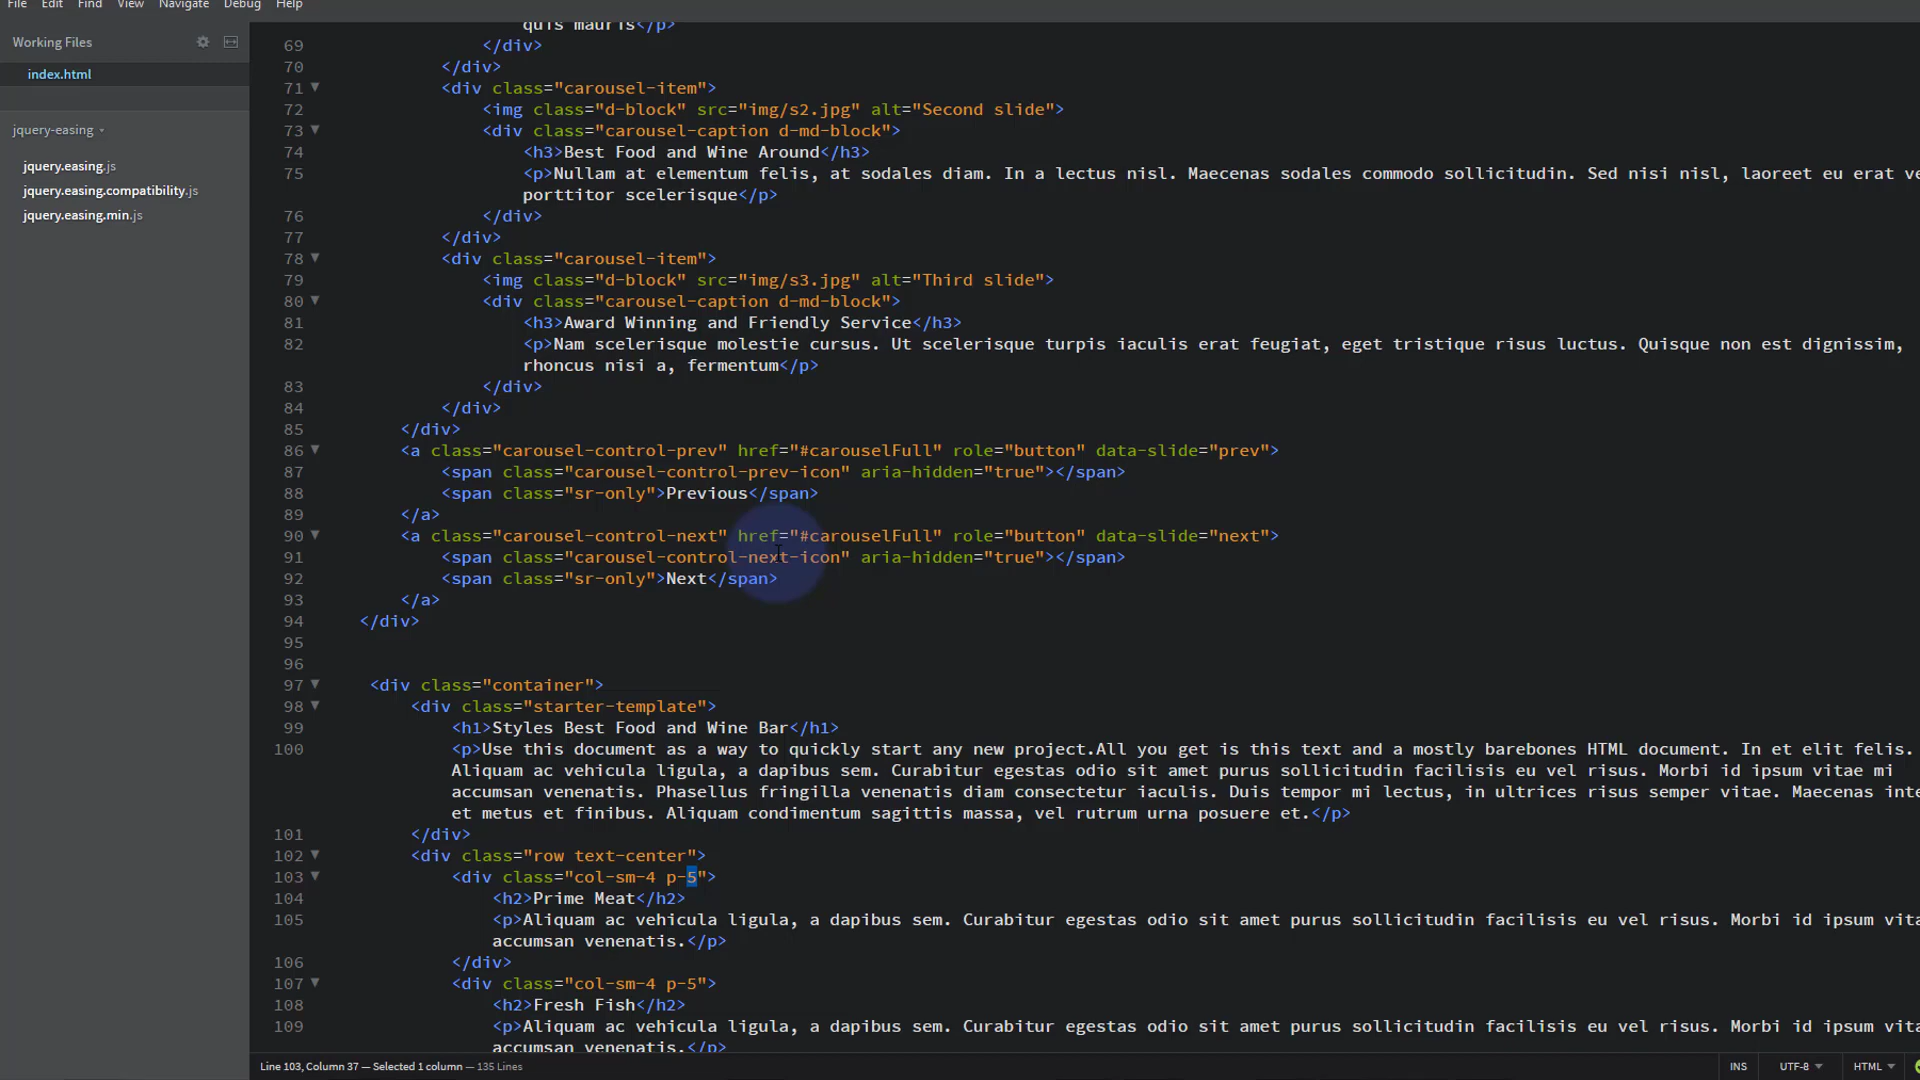 File Edit Find View Navigate Debug Help
Working Files
index.html
jquery-easing
jquery.easing.js
jquery.easing.compatibility.js
jquery.easing.min.js
quis mauris</p>
69 </div>
70 </div>
71 <div class="carousel-item">
72 <img class="d-block" src="img/s2.jpg" alt="Second slide">
73 <div class="carousel-caption d-md-block">
74 <h3>Best Food and Wine Around</h3>
75 <p>Nullam at elementum felis, at sodales diam. In a lectus nisl. Maecenas sodales commodo sollicitudin. Sed nisi nisl, laoreet eu erat ve
porttitor scelerisque</p>
76 </div>
77 </div>
78 <div class="carousel-item">
79 <img class="d-block" src="img/s3.jpg" alt="Third slide">
80 <div class="carousel-caption d-md-block">
81 <h3>Award Winning and Friendly Service</h3>
82 <p>Nam scelerisque molestie cursus. Ut scelerisque turpis iaculis erat feugiat, eget tristique risus luctus. Quisque non est dignissim,
rhoncus nisi a, fermentum</p>
83 </div>
84 </div>
85 </div>
86 <a class="carousel-control-prev" href="#carouselFull" role="button" data-slide="prev">
87 <span class="carousel-control-prev-icon" aria-hidden="true"></span>
88 <span class="sr-only">Previous</span>
89 </a>
90 <a class="carousel-control-next" href="#carouselFull" role="button" data-slide="next">
91 <span class="carousel-control-next-icon" aria-hidden="true"></span>
92 <span class="sr-only">Next</span>
93 </a>
94 </div>
95
96
97 <div class="container">
98 <div class="starter-template">
99 <h1>Styles Best Food and Wine Bar</h1>
100 <p>Use this document as a way to quickly start any new project.All you get is this text and a mostly barebones HTML document. In et elit felis.
Aliquam ac vehicula ligula, a dapibus sem. Curabitur egestas odio sit amet purus sollicitudin facilisis eu vel risus. Morbi id ipsum vitae mi
accumsan venenatis. Phasellus fringilla venenatis diam consectetur iaculis. Duis tempor mi lectus, in ultrices risus semper vitae. Maecenas inte
et metus et finibus. Aliquam condimentum sagittis massa, vel rutrum urna posuere et.</p>
101 </div>
102 <div class="row text-center">
103 <div class="col-sm-4 p-5">
104 <h2>Prime Meat</h2>
105 <p>Aliquam ac vehicula ligula, a dapibus sem. Curabitur egestas odio sit amet purus sollicitudin facilisis eu vel risus. Morbi id ipsum vita
accumsan venenatis.</p>
106 </div>
107 <div class="col-sm-4 p-5">
108 <h2>Fresh Fish</h2>
109 <p>Aliquam ac vehicula ligula, a dapibus sem. Curabitur egestas odio sit amet purus sollicitudin facilisis eu vel risus. Morbi id ipsum vita
accumsan venenatis.</p>
Line 103, Column 37 — Selected 1 column — 135 Lines
INS UTF-8 HTML